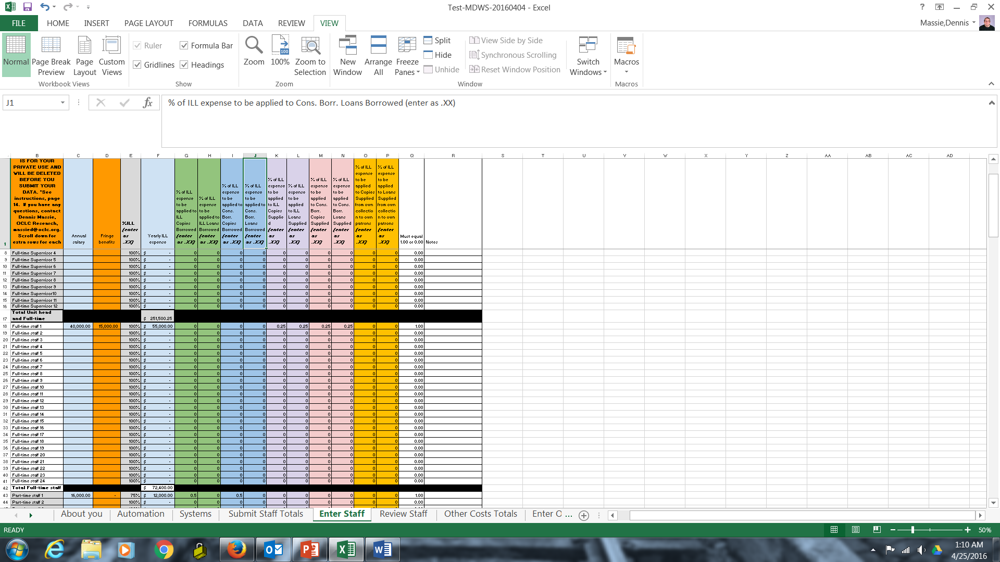 Test-MDWS-20160404 - Excel
?
FILE HOME INSERT PAGE LAYOUT FORMULAS DATA REVIEW VIEW Massie,Dennis
Normal Page Break Preview Page Layout Custom Views
Workbook Views
Ruler Formula Bar
Gridlines Headings
Show
Zoom 100% Zoom to Selection
100
Zoom
New Window Arrange All Freeze Panes
Split
Hide
Unhide
View Side by Side
Synchronous Scrolling
Reset Window Position
Switch Windows
Window
Macros
Macros
J1 fx % of ILL expense to be applied to Cons. Borr. Loans Borrowed (enter as .XX)
B C D E F G H I J K L M N O P Q R S T U V W X Y Z AA AB AC AD
1
IS FOR YOUR
PRIVATE USE AND
WILL BE DELETED
BEFORE YOU
SUBMIT YOUR
DATA. *See
instructions, page
14. If you have any
questions, contact
Dennis Massie,
OCLC Research,
massied@oclc.org.
Scroll down for
extra rows for each
Annual salary
Fringe benefits
%ILL (enter as .XX)
Yearly ILL expense
% of ILL expense to be applied to ILL Copies Borrowed (enter as .XX)
% of ILL expense to be applied to ILL Loans Borrowed (enter as .XX)
% of ILL expense to be applied to Cons. Borr. Copies Borrowed (enter as .XX)
% of ILL expense to be applied to Cons. Borr. Loans Borrowed (enter as .XX)
% of ILL expense to be applied to ILL Copies Supplied (enter as .XX)
% of ILL expense to be applied to ILL Loans Supplied (enter as .XX)
% of ILL expense to be applied to Cons. Borr. Copies Supplied (enter as .XX)
% of ILL expense to be applied to Cons. Borr. Loans Supplied (enter as .XX)
% of ILL expense to be applied to Copies Supplied from own collectio n to own patrons (enter as .XX)
% of ILL expense to be applied to Loans Supplied from own collectio n to own patrons (enter as .XX)
Must equal 1.00 or 0.00
Notes
8 Full-time Supervisor 4 100% $ - 0 0 0 0 0 0 0 0 0 0 0.00
9 Full-time Supervisor 5 100% $ - 0 0 0 0 0 0 0 0 0 0 0.00
10 Full-time Supervisor 6 100% $ - 0 0 0 0 0 0 0 0 0 0 0.00
11 Full-time Supervisor 7 100% $ - 0 0 0 0 0 0 0 0 0 0 0.00
12 Full-time Supervisor 8 100% $ - 0 0 0 0 0 0 0 0 0 0 0.00
13 Full-time Supervisor 9 100% $ - 0 0 0 0 0 0 0 0 0 0 0.00
14 Full-time Supervisor10 100% $ - 0 0 0 0 0 0 0 0 0 0 0.00
15 Full-time Supervisor 11 100% $ - 0 0 0 0 0 0 0 0 0 0 0.00
16 Full-time Supervisor 12 100% $ - 0 0 0 0 0 0 0 0 0 0 0.00
17 Total Unit head and Full-time $ 251,500.25
18 Full-time staff 1 40,000.00 15,000.00 100% $ 55,000.00 0 0 0 0 0.25 0.25 0.25 0.25 0 0 1.00
19 Full-time staff 2 100% $ - 0 0 0 0 0 0 0 0 0 0 0.00
20 Full-time staff 3 100% $ - 0 0 0 0 0 0 0 0 0 0 0.00
21 Full-time staff 4 100% $ - 0 0 0 0 0 0 0 0 0 0 0.00
22 Full-time staff 5 100% $ - 0 0 0 0 0 0 0 0 0 0 0.00
23 Full-time staff 6 100% $ - 0 0 0 0 0 0 0 0 0 0 0.00
24 Full-time staff 7 100% $ - 0 0 0 0 0 0 0 0 0 0 0.00
25 Full-time staff 8 100% $ - 0 0 0 0 0 0 0 0 0 0 0.00
26 Full-time staff 9 100% $ - 0 0 0 0 0 0 0 0 0 0 0.00
27 Full-time staff 10 100% $ - 0 0 0 0 0 0 0 0 0 0 0.00
28 Full-time staff 11 100% $ - 0 0 0 0 0 0 0 0 0 0 0.00
29 Full-time staff 12 100% $ - 0 0 0 0 0 0 0 0 0 0 0.00
30 Full-time staff 13 100% $ - 0 0 0 0 0 0 0 0 0 0 0.00
31 Full-time staff 14 100% $ - 0 0 0 0 0 0 0 0 0 0 0.00
32 Full-time staff 15 100% $ - 0 0 0 0 0 0 0 0 0 0 0.00
33 Full-time staff 16 100% $ - 0 0 0 0 0 0 0 0 0 0 0.00
34 Full-time staff 17 100% $ - 0 0 0 0 0 0 0 0 0 0 0.00
35 Full-time staff 18 100% $ - 0 0 0 0 0 0 0 0 0 0 0.00
36 Full-time staff 19 100% $ - 0 0 0 0 0 0 0 0 0 0 0.00
37 Full-time staff 20 100% $ - 0 0 0 0 0 0 0 0 0 0 0.00
38 Full-time staff 21 100% $ - 0 0 0 0 0 0 0 0 0 0 0.00
39 Full-time staff 22 100% $ - 0 0 0 0 0 0 0 0 0 0 0.00
40 Full-time staff 23 100% $ - 0 0 0 0 0 0 0 0 0 0 0.00
41 Full-time staff 24 100% $ - 0 0 0 0 0 0 0 0 0 0 0.00
42 Total Full-time staff $ 72,400.00
43 Part-time staff 1 16,000.00 - 75% $ 12,000.00 0.5 0 0.5 0 0 0 0 0 0 0 1.00
44 Part-time staff 2 100% $ - 0 0 0 0 0 0 0 0 0 0 0.00
About you Automation Systems Submit Staff Totals Enter Staff Review Staff Other Costs Totals Enter O ...
READY 50%
1:10 AM
4/25/2016